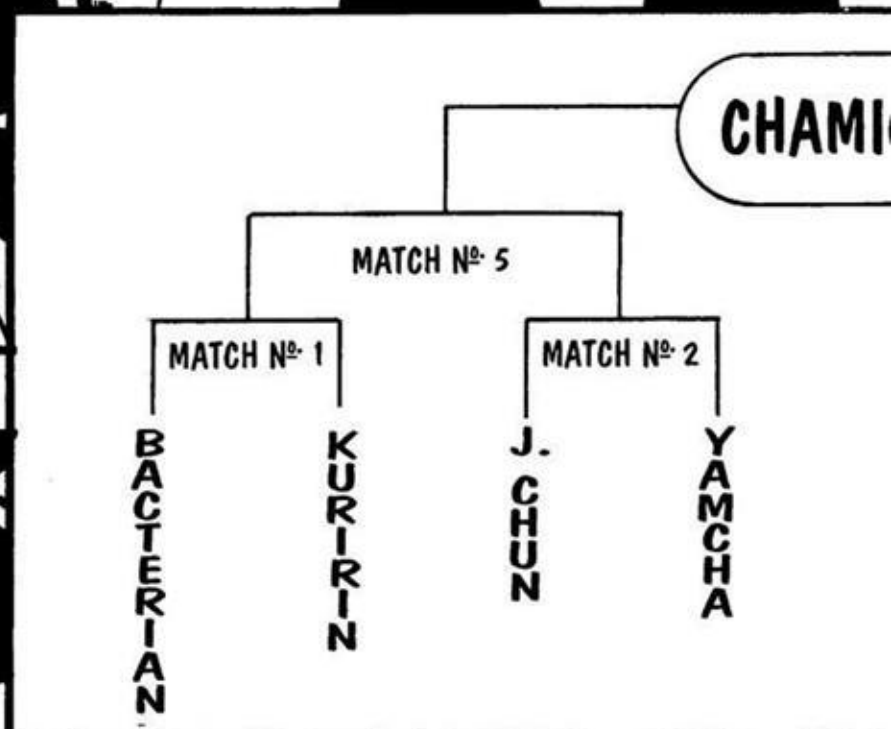 CHAMI
MATCH Nº. 5
MATCH Nº. 1
MATCH Nº. 2
BACTERIAN
KURIRIN
J. CHUN
YAMCHA